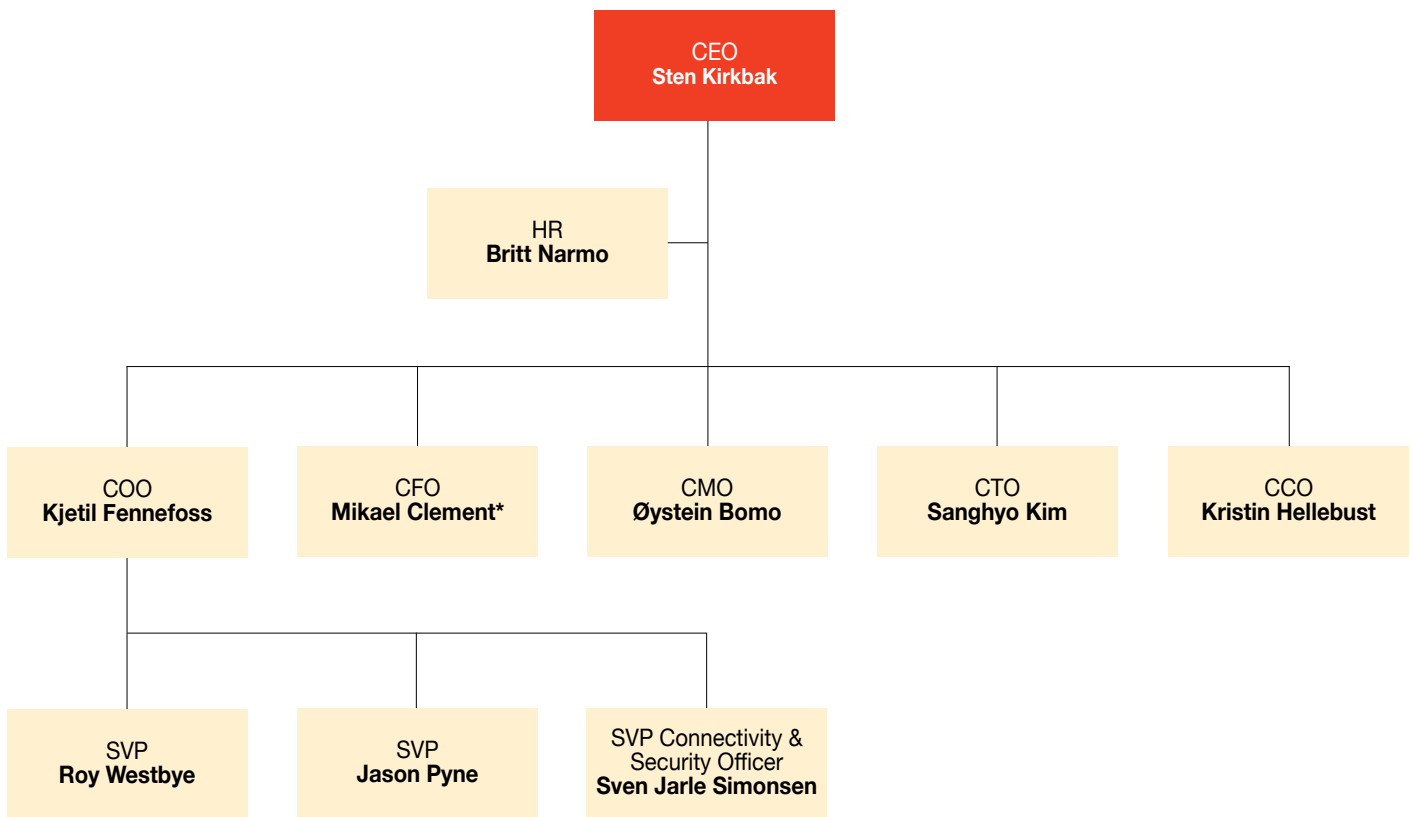 CEO
Sten Kirkbak
HR
Britt Narmo
COO
Kjetil Fennefoss
CFO
Mikael Clement*
CMO
Øystein Bomo
CTO
Sanghyo Kim
CCO
Kristin Hellebust
SVP
Roy Westbye
SVP
Jason Pyne
SVP Connectivity &
Security Officer
Sven Jarle Simonsen